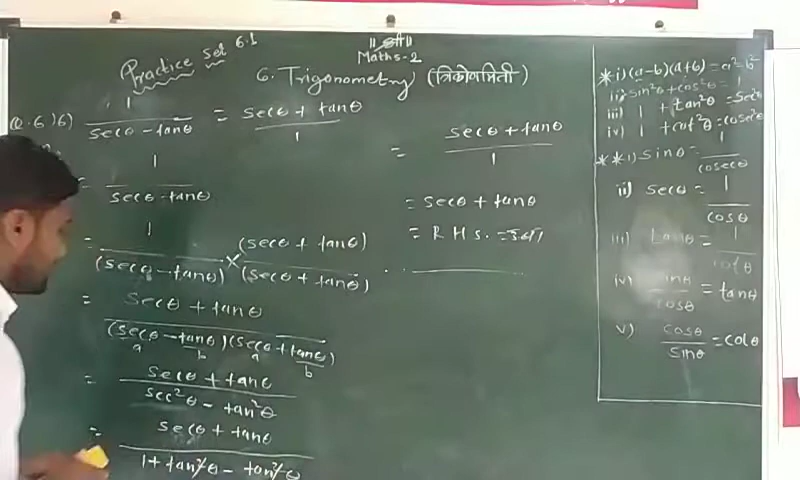 Practice Set 6.1
॥ श्री ॥
Maths-2
6. Trigonometry (त्रिकोणमिती)
Q.6)6) 1/(secθ - tanθ) = (secθ + tanθ)/1
= 1/(secθ - tanθ)
= 1/(secθ - tanθ) × (secθ + tanθ)/(secθ + tanθ)
= (secθ + tanθ)/((secθ - tanθ)(secθ + tanθ))
a b a b
= (secθ + tanθ)/(sec²θ - tan²θ)
= (secθ + tanθ)/(1 + tan²θ - tan²θ)
= (secθ + tanθ)/1
= secθ + tanθ
= R H S. =
* i) (a-b)(a+b) = a²-b²
ii) sin²θ + cos²θ = 1
iii) 1 + tan²θ = sec²θ
iv) 1 + cot²θ = cosec²θ
** i) sinθ = 1/cosecθ
ii) secθ = 1/cosθ
iii) tanθ = 1/cotθ
iv) sinθ/cosθ = tanθ
v) cosθ/sinθ = cotθ